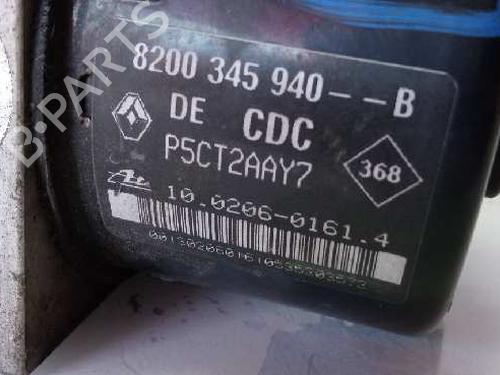 B-PARTS
8200 345 940--B
DE CDC
P5CT2AAY7
368
10.0206-0161.4